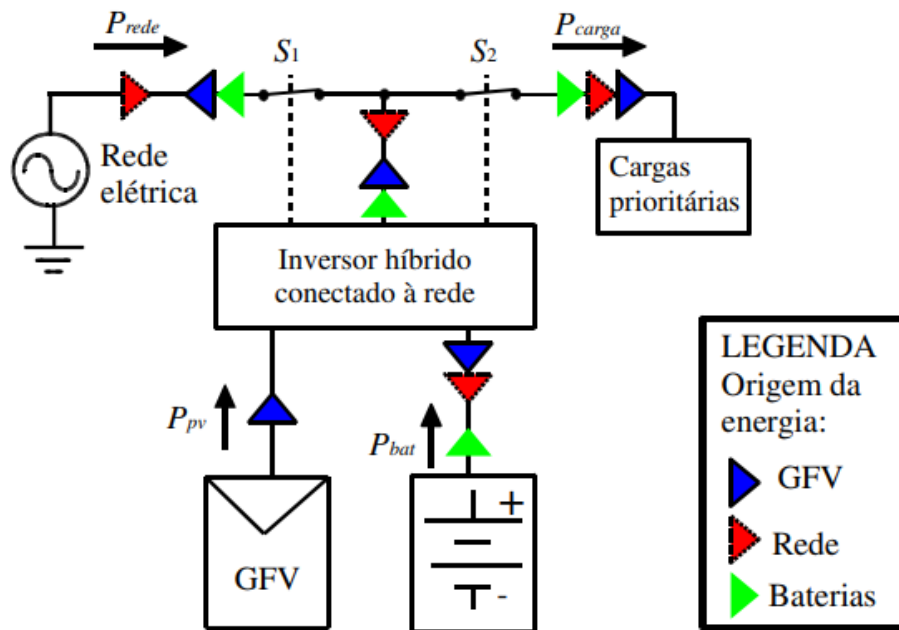 Prede
S1
S2
Pcarga
Rede
elétrica
Cargas
prioritárias
Inversor híbrido
conectado à rede
Ppv
Pbat
GFV
+
-
LEGENDA
Origem da
energia:
GFV
Rede
Baterias